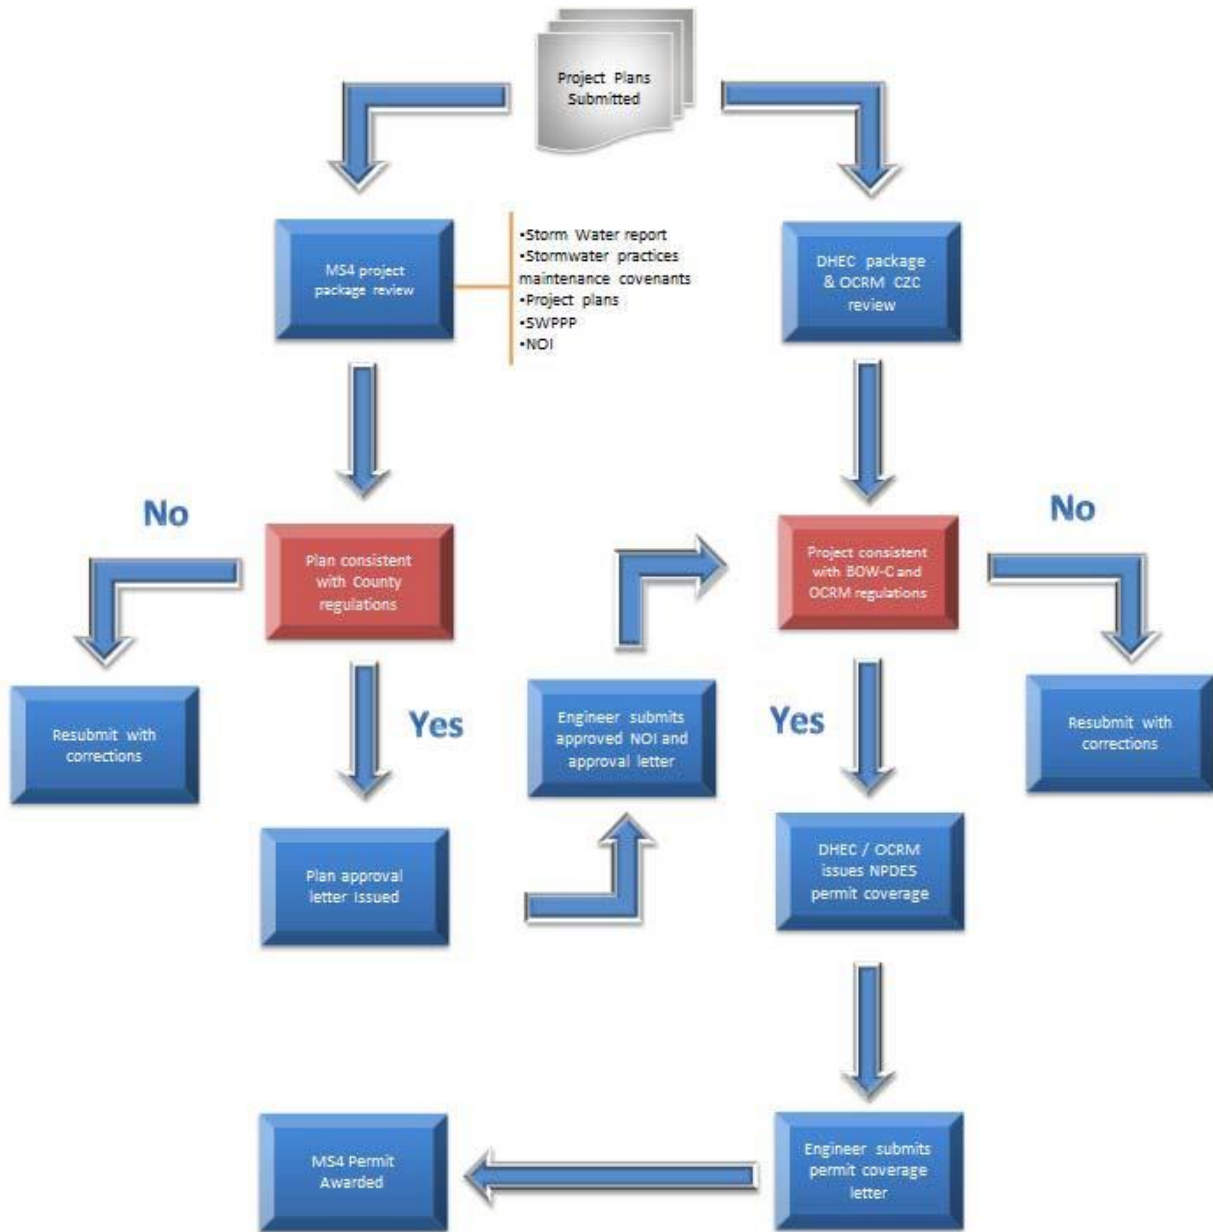 Project Plans
Submitted
MS4 project
package review
•Storm Water report
•Stormwater practices
maintenance covenants
•Project plans
•SWPPP
•NOI
DHEC package
& OCRM CZC
review
No
Plan consistent
with County
regulations
Project consistent
with BOW-C and
OCRM regulations
No
Resubmit with
corrections
Yes
Engineer submits
approved NOI and
approval letter
Yes
Resubmit with
corrections
Plan approval
letter Issued
DHEC / OCRM
issues NPDES
permit coverage
MS4 Permit
Awarded
Engineer submits
permit coverage
letter